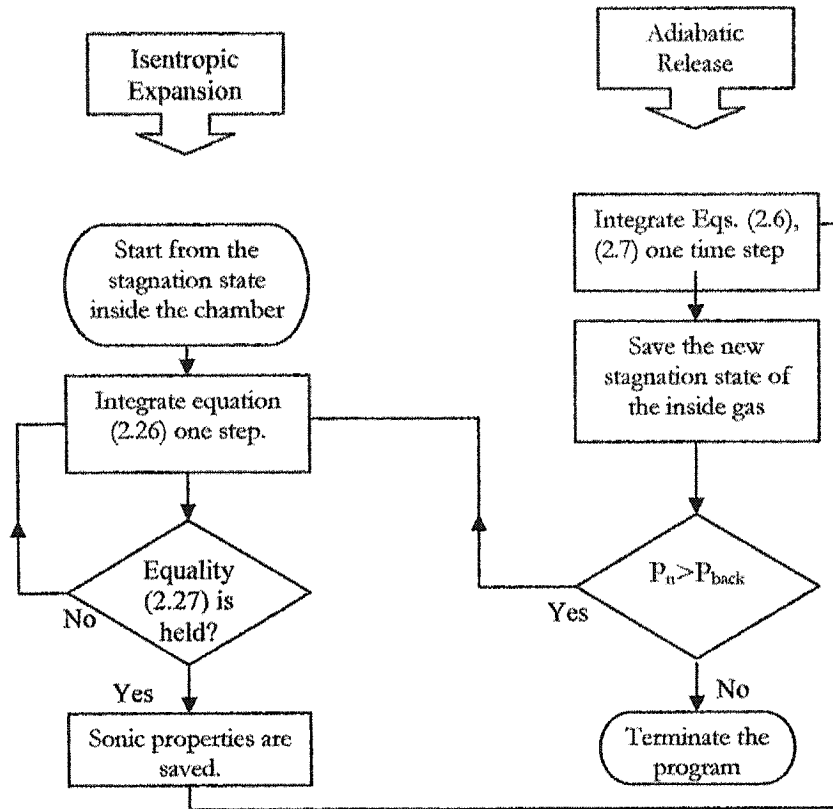 Isentropic
Expansion
Adiabatic
Release
Start from the
stagnation state
inside the chamber
Integrate equation
(2.26) one step.
Equality
(2.27) is
held?
No
Yes
Sonic properties are
saved.
Integrate Eqs. (2.6),
(2.7) one time step
Save the new
stagnation state of
the inside gas
Pn>Pback
Yes
No
Terminate the
program